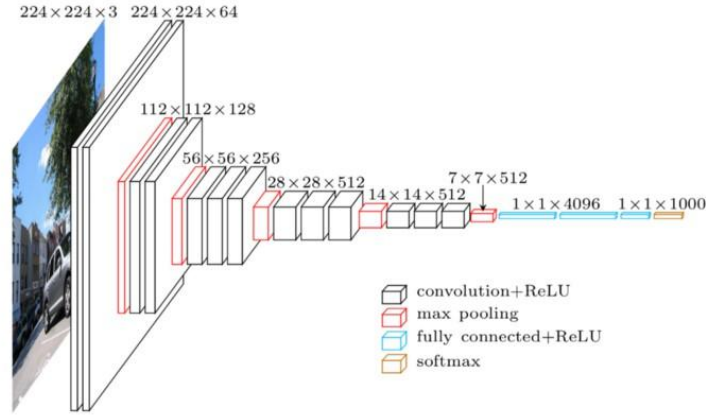 224×224×3
224×224×64
112×112×128
56×56×256
28×28×512
14×14×512
7×7×512
1×1×4096
1×1×1000
convolution+ReLU
max pooling
fully connected+ReLU
softmax